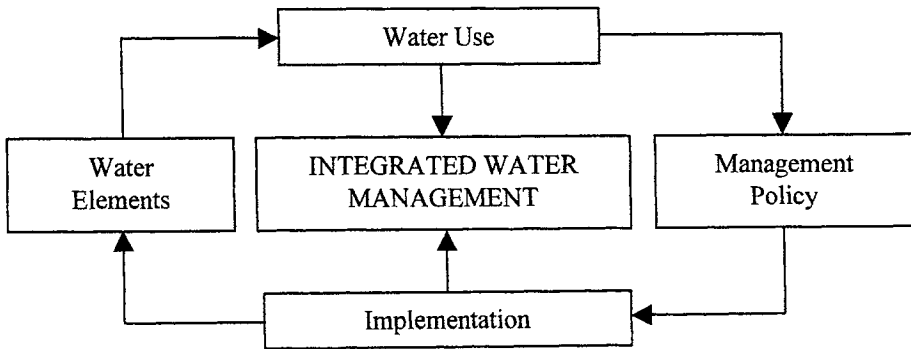 Water Use
Water
Elements
INTEGRATED WATER
MANAGEMENT
Management
Policy
Implementation